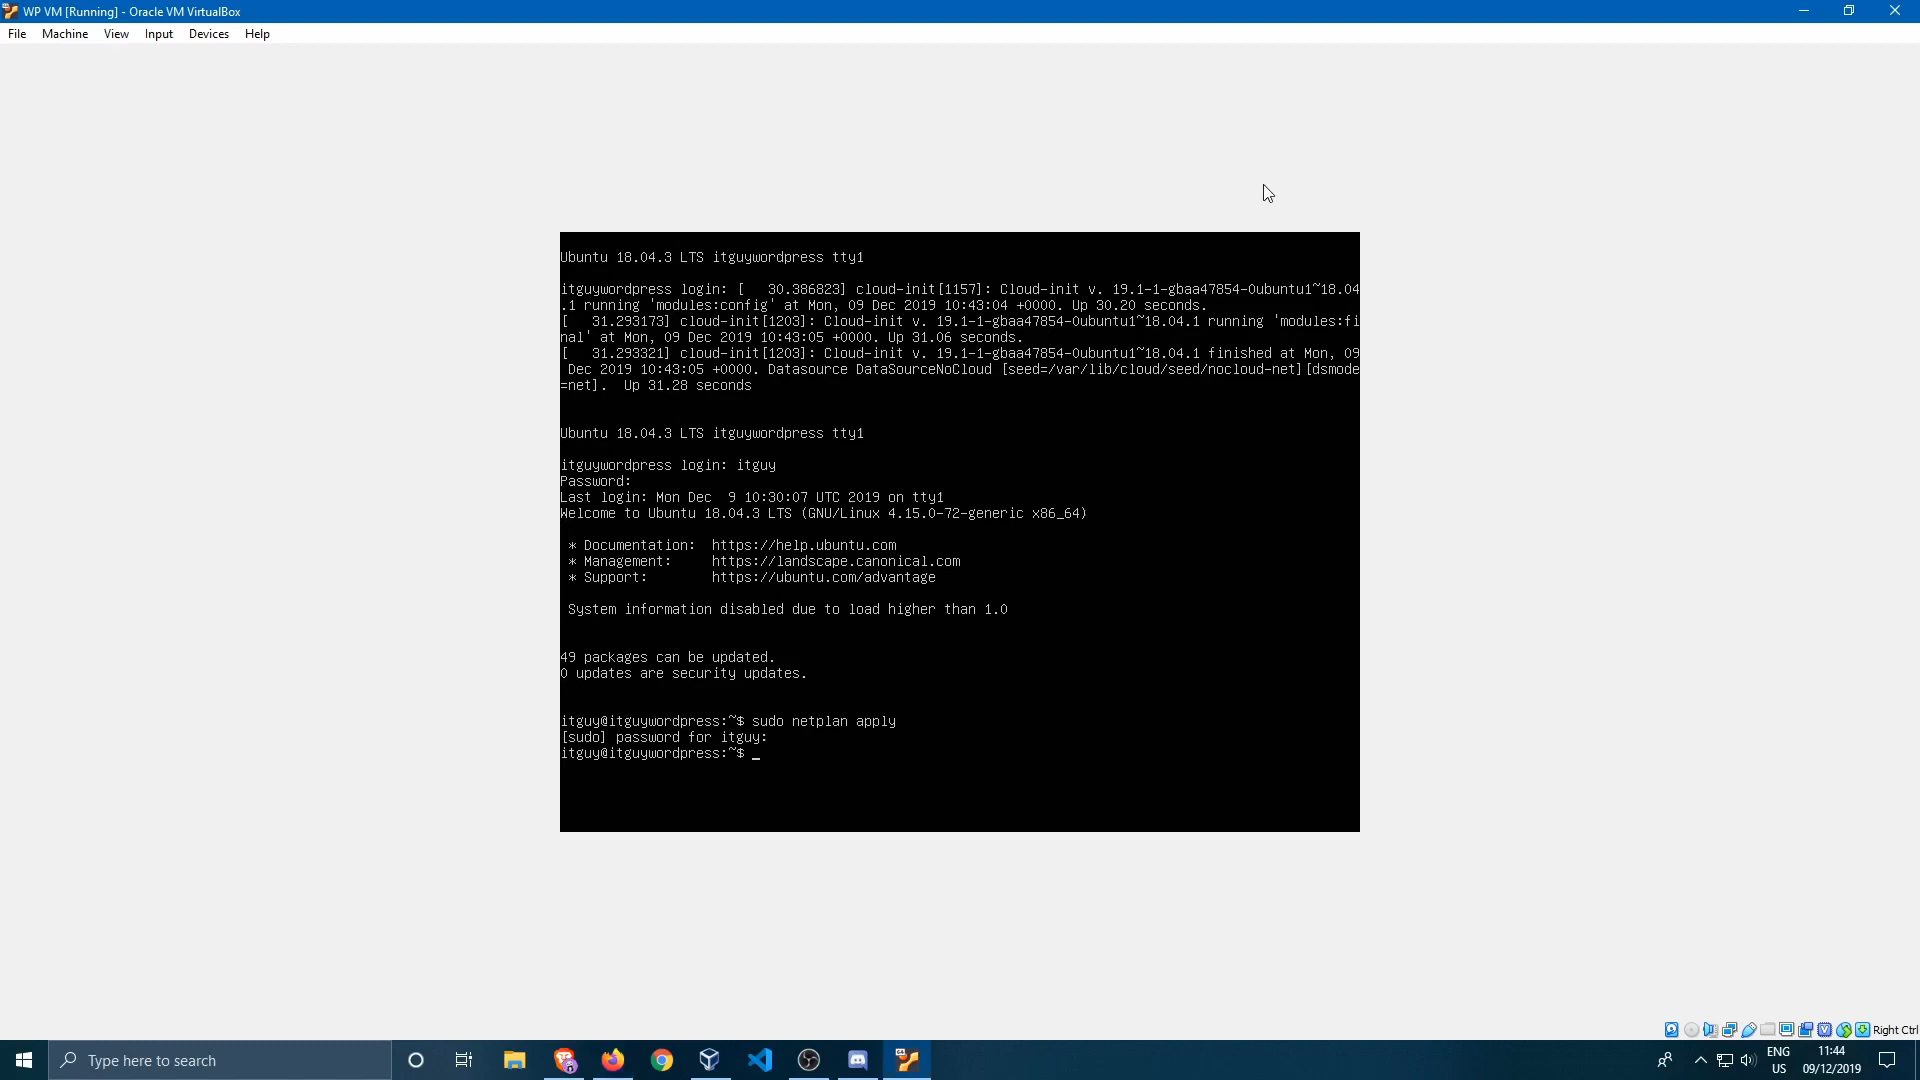 WP VM [Running] - Oracle VM VirtualBox
File Machine View Input Devices Help
Ubuntu 18.04.3 LTS itguywordpress tty1
itguywordpress login: [   30.386823] cloud-init[1157]: Cloud-init v. 19.1-1-gbaa47854-0ubuntu1~18.04
.1 running 'modules:config' at Mon, 09 Dec 2019 10:43:04 +0000. Up 30.20 seconds.
[   31.293173] cloud-init[1203]: Cloud-init v. 19.1-1-gbaa47854-0ubuntu1~18.04.1 running 'modules:fi
nal' at Mon, 09 Dec 2019 10:43:05 +0000. Up 31.06 seconds.
[   31.293321] cloud-init[1203]: Cloud-init v. 19.1-1-gbaa47854-0ubuntu1~18.04.1 finished at Mon, 09
Dec 2019 10:43:05 +0000. Datasource DataSourceNoCloud [seed=/var/lib/cloud/seed/nocloud-net][dsmode
=net].  Up 31.28 seconds
Ubuntu 18.04.3 LTS itguywordpress tty1
itguywordpress login: itguy
Password:
Last login: Mon Dec  9 10:30:07 UTC 2019 on tty1
Welcome to Ubuntu 18.04.3 LTS (GNU/Linux 4.15.0-72-generic x86_64)
* Documentation:  https://help.ubuntu.com
* Management:     https://landscape.canonical.com
* Support:        https://ubuntu.com/advantage
System information disabled due to load higher than 1.0
49 packages can be updated.
0 updates are security updates.
itguy@itguywordpress:~$ sudo netplan apply
[sudo] password for itguy:
itguy@itguywordpress:~$ _
Right Ctrl
Type here to search
ENG
US
11:44
09/12/2019